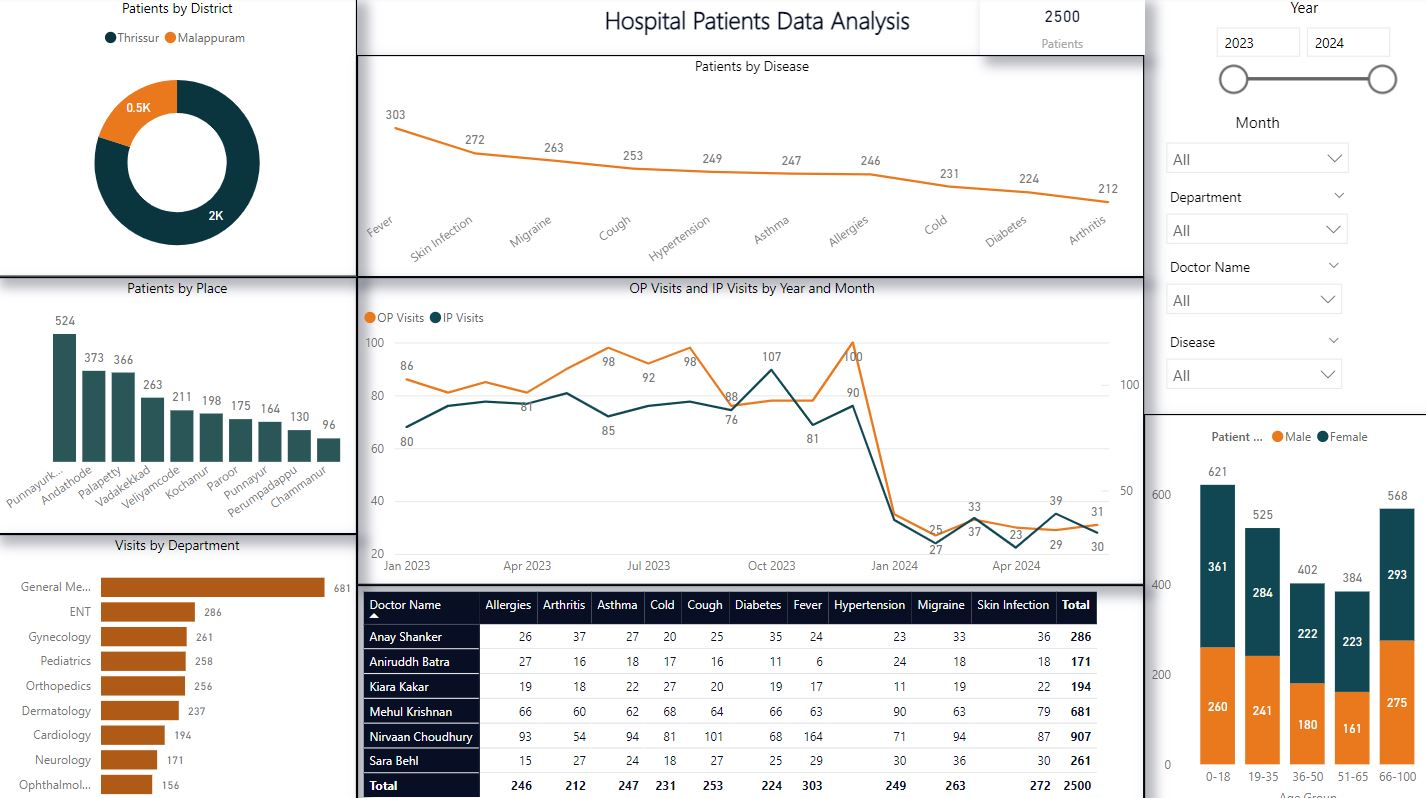 Patients by District
Thrissur Malappuram
0.5K
2K
Hospital Patients Data Analysis
2500
Patients
Patients by Disease
303 272 263 253 249 247 246 231 224 212
Fever Skin Infection Migraine Cough Hypertension Asthma Allergies Cold Diabetes Arthritis
Year
2023 2024
Month
All
Department
All
Doctor Name
All
Disease
All
Patients by Place
524 373 366 263 211 198 175 164 130 96
Punnayurk... Andathode Palapetty Vadakekkad Veliyamcode Kochanur Paroor Punnayur Perumpadappu Chammanur
OP Visits and IP Visits by Year and Month
OP Visits IP Visits
100
80
60
40
20
100
50
86 98 92 98 88 107 100
80 81 85 76 81 90
25 33 23 39 31
27 37 29 30
Jan 2023 Apr 2023 Jul 2023 Oct 2023 Jan 2024 Apr 2024
Visits by Department
General Me... 681
ENT 286
Gynecology 261
Pediatrics 258
Orthopedics 256
Dermatology 237
Cardiology 194
Neurology 171
Ophthalmol... 156
Doctor Name Allergies Arthritis Asthma Cold Cough Diabetes Fever Hypertension Migraine Skin Infection Total
Anay Shanker 26 37 27 20 25 35 24 23 33 36 286
Aniruddh Batra 27 16 18 17 16 11 6 24 18 18 171
Kiara Kakar 19 18 22 27 20 19 17 11 19 22 194
Mehul Krishnan 66 60 62 68 64 66 63 90 63 79 681
Nirvaan Choudhury 93 54 94 81 101 68 164 71 94 87 907
Sara Behl 15 27 24 18 27 25 29 30 36 30 261
Total 246 212 247 231 253 224 303 249 263 272 2500
Patient ... Male Female
600
400
200
0
621 525 402 384 568
361 284 222 223 293
260 241 180 161 275
0-18 19-35 36-50 51-65 66-100
Age Group